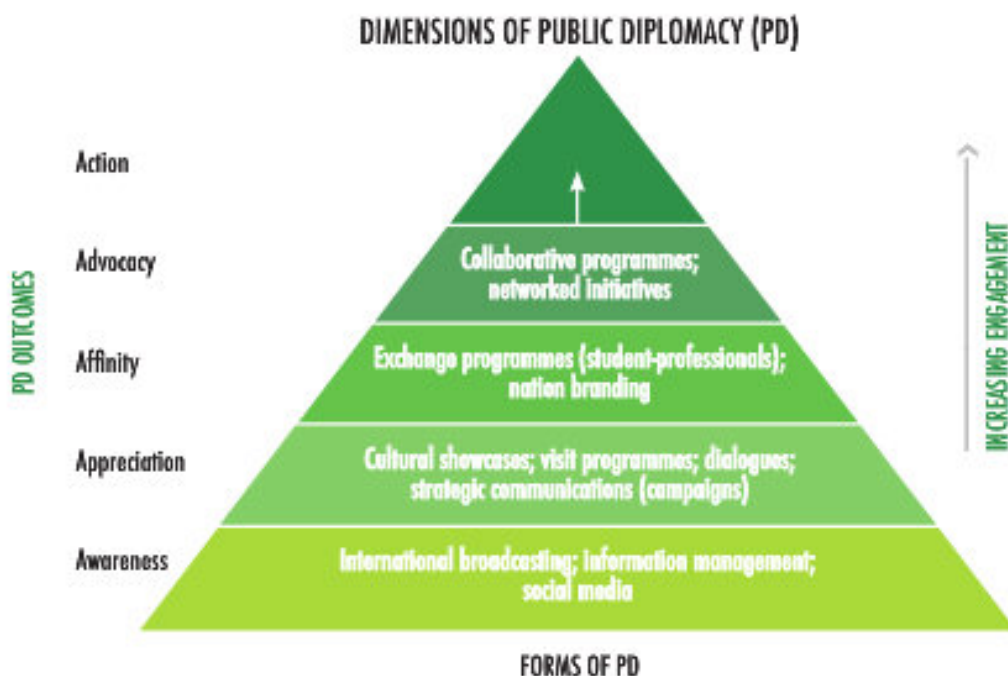 DIMENSIONS OF PUBLIC DIPLOMACY (PD)
Action
Advocacy
Collaborative programmes;
networked initiatives
Affinity
Exchange programmes (student-professionals);
nation branding
Appreciation
Cultural showcases; visit programmes; dialogues;
strategic communications (campaigns)
Awareness
International broadcasting; information management;
social media
PD OUTCOMES
INCREASING ENGAGEMENT
FORMS OF PD